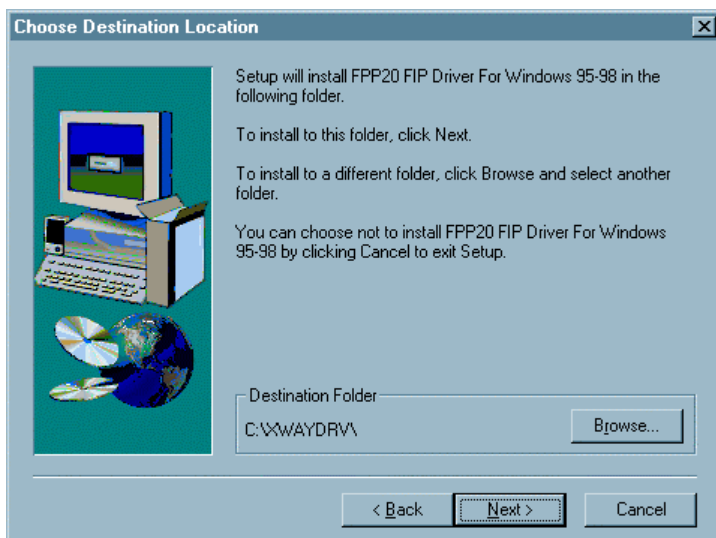 Choose Destination Location
Setup will install FPP20 FIP Driver For Windows 95-98 in the
following folder.
To install to this folder, click Next.
To install to a different folder, click Browse and select another
folder.
You can choose not to install FPP20 FIP Driver For Windows
95-98 by clicking Cancel to exit Setup.
Destination Folder
C:\XWAYDRV\
Browse...
< Back
Next >
Cancel